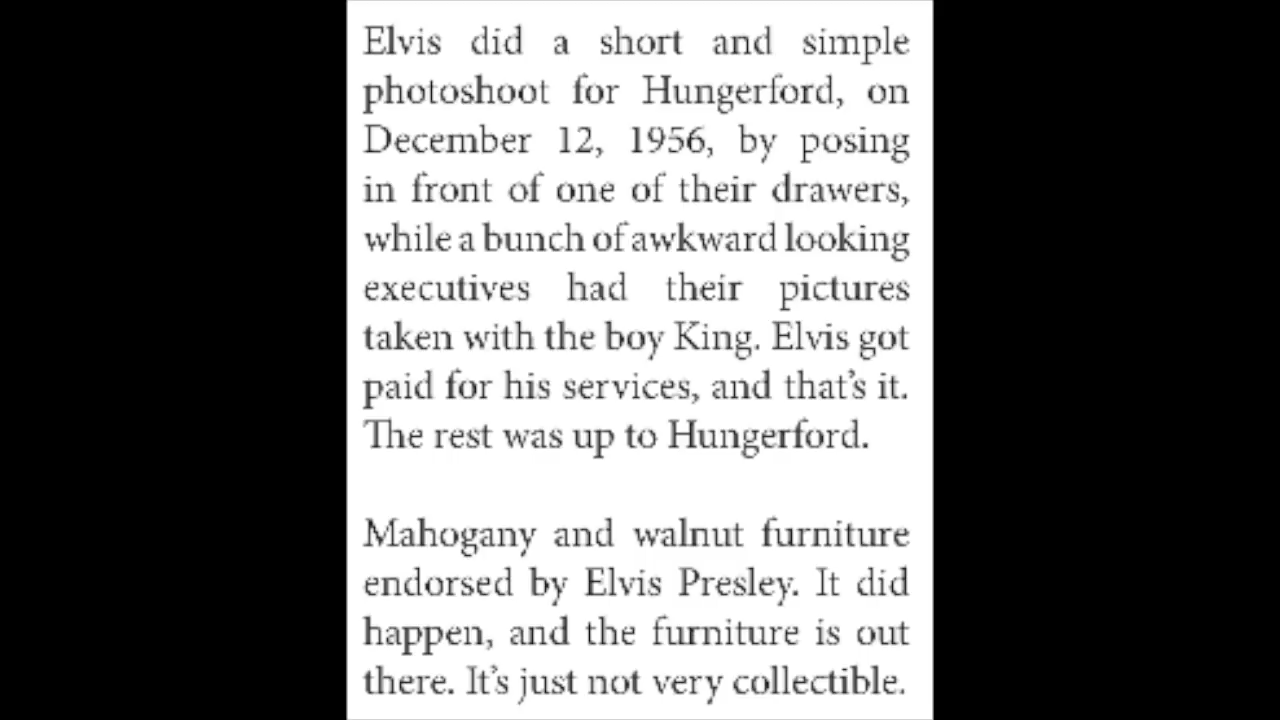 Elvis did a short and simple
photoshoot for Hungerford, on
December 12, 1956, by posing
in front of one of their drawers,
while a bunch of awkward looking
executives had their pictures
taken with the boy King. Elvis got
paid for his services, and that’s it.
The rest was up to Hungerford.

Mahogany and walnut furniture
endorsed by Elvis Presley. It did
happen, and the furniture is out
there. It’s just not very collectible.